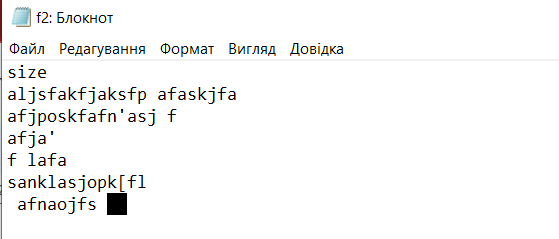 f2: Блокнот
Файл Редагування Формат Вигляд Довідка
size
aljsfakfjaksfp afaskjfa
afjposkfafn'asj f
afja'
f lafa
sanklasjopk[fl
afnaojfs